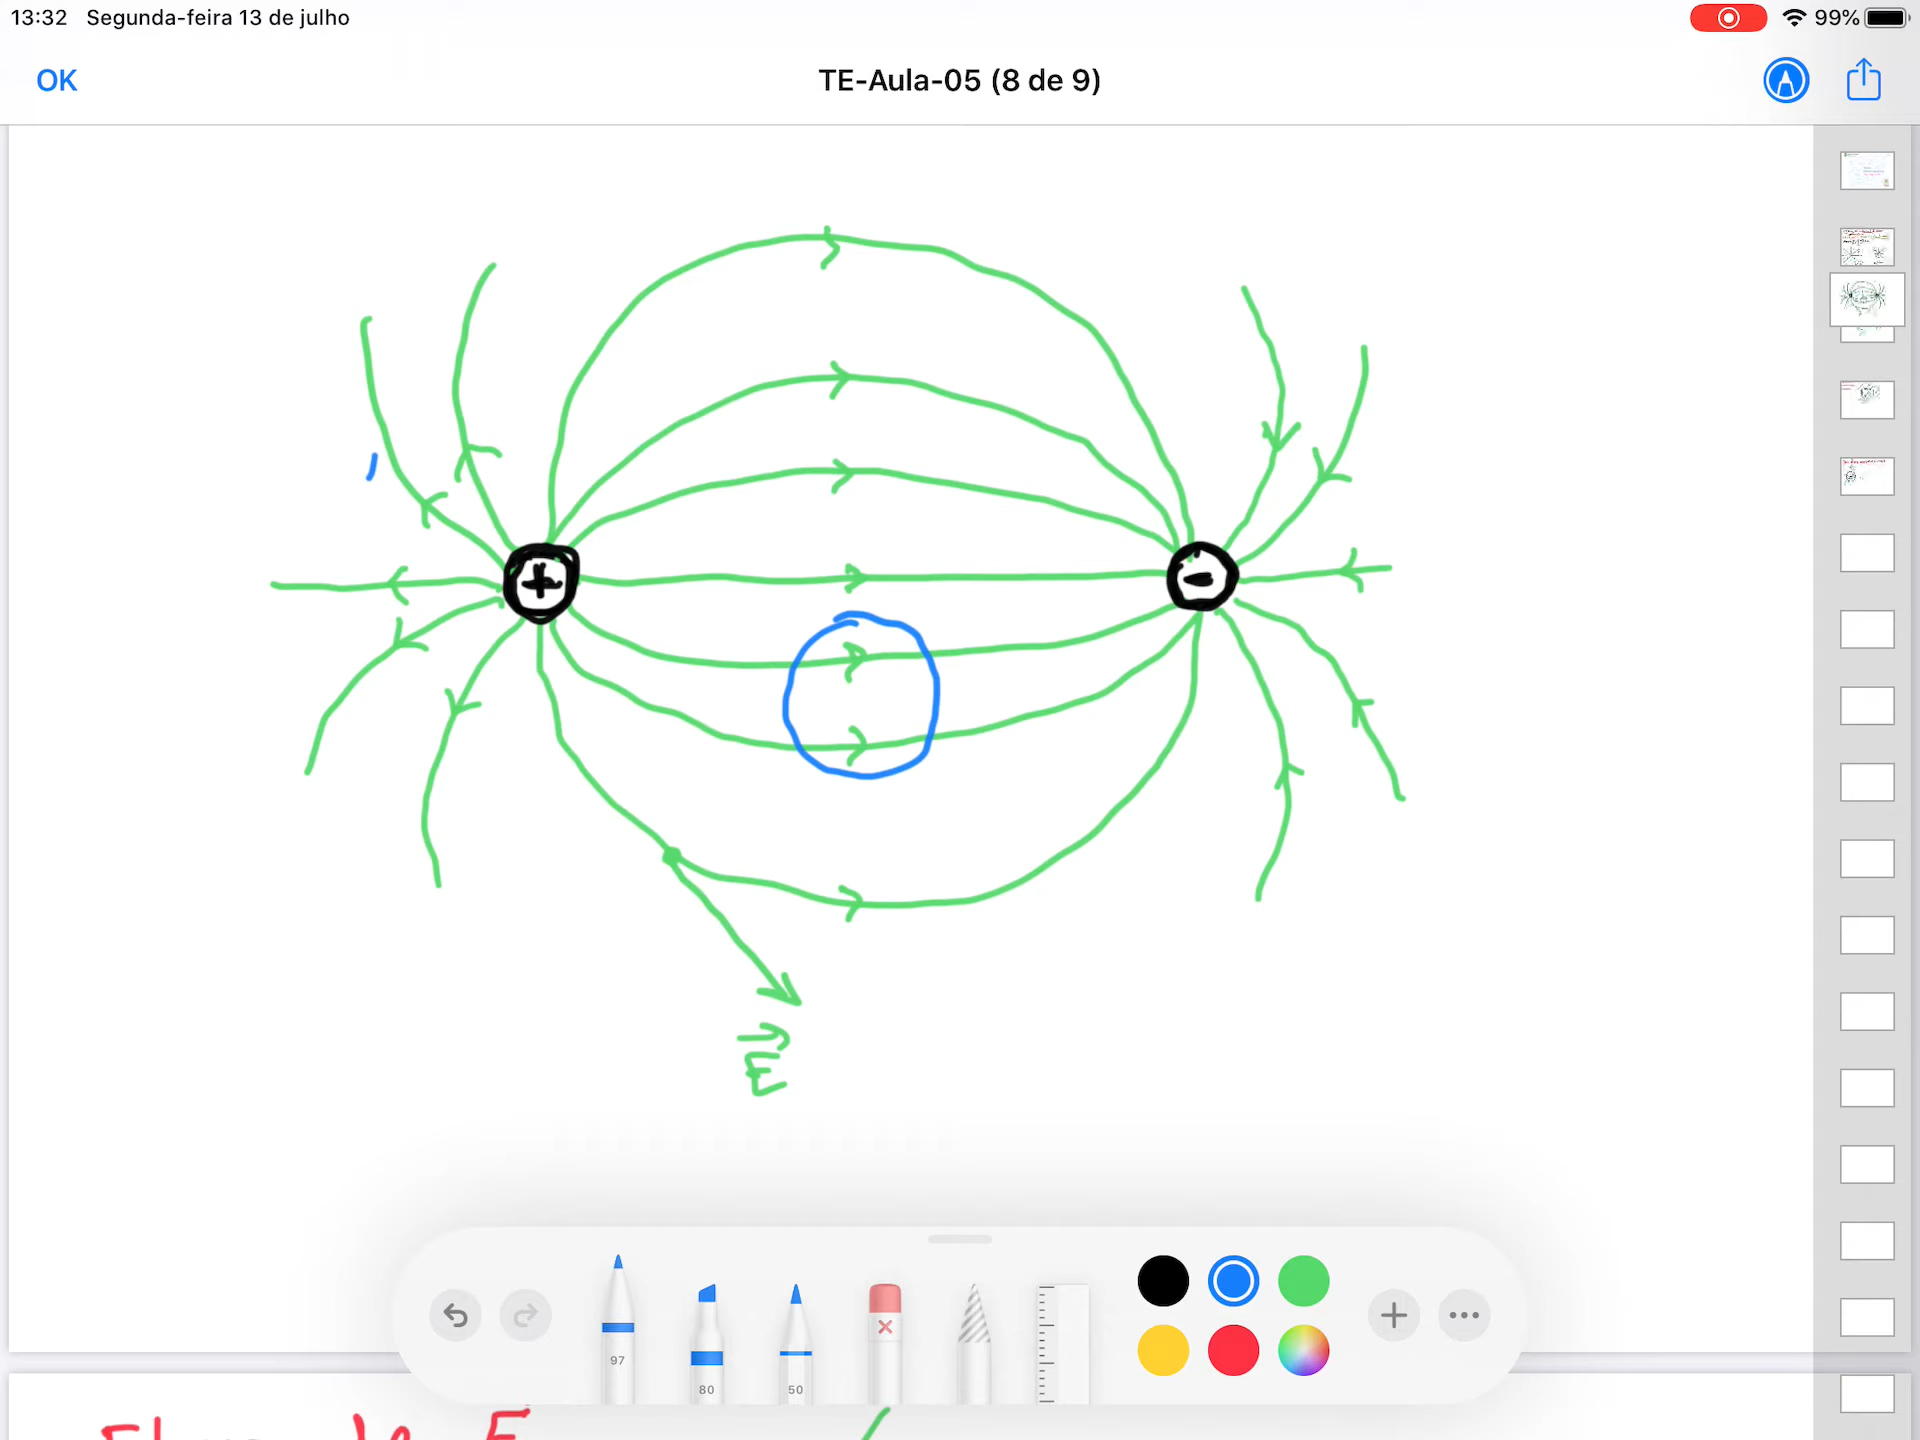 13:32 Segunda-feira 13 de julho 99%
OK TE-Aula-05 (8 de 9)
+ -
E
97 80 50